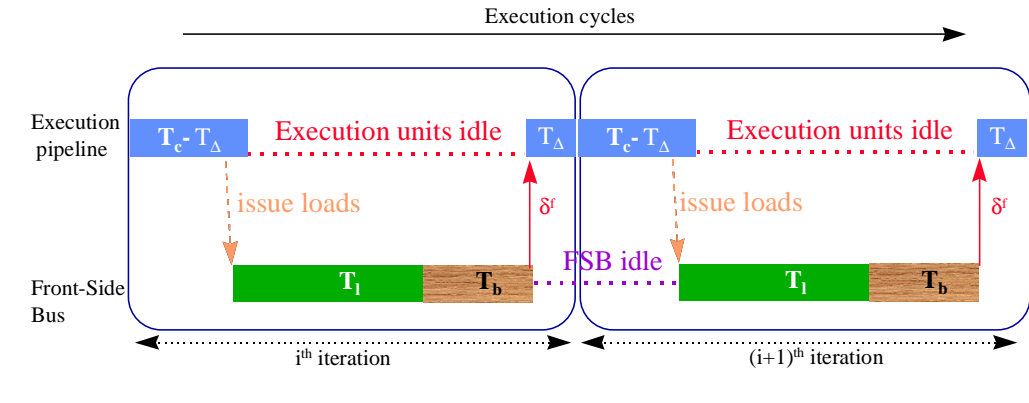 Execution cycles
Execution
pipeline
Tc- TΔ
Execution units idle
TΔ
Tc- TΔ
Execution units idle
TΔ
issue loads
δf
issue loads
δf
FSB idle
Front-Side
Bus
Tl
Tb
Tl
Tb
ith iteration
(i+1)th iteration